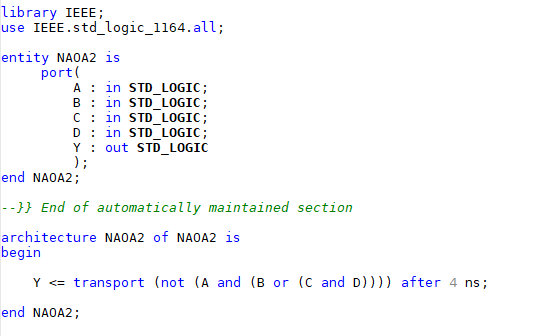 library IEEE;
use IEEE.std_logic_1164.all;
entity NAOA2 is
port(
A : in STD_LOGIC;
B : in STD_LOGIC;
C : in STD_LOGIC;
D : in STD_LOGIC;
Y : out STD_LOGIC
);
end NAOA2;
--}} End of automatically maintained section
architecture NAOA2 of NAOA2 is
begin
Y <= transport (not (A and (B or (C and D)))) after 4 ns;
end NAOA2;